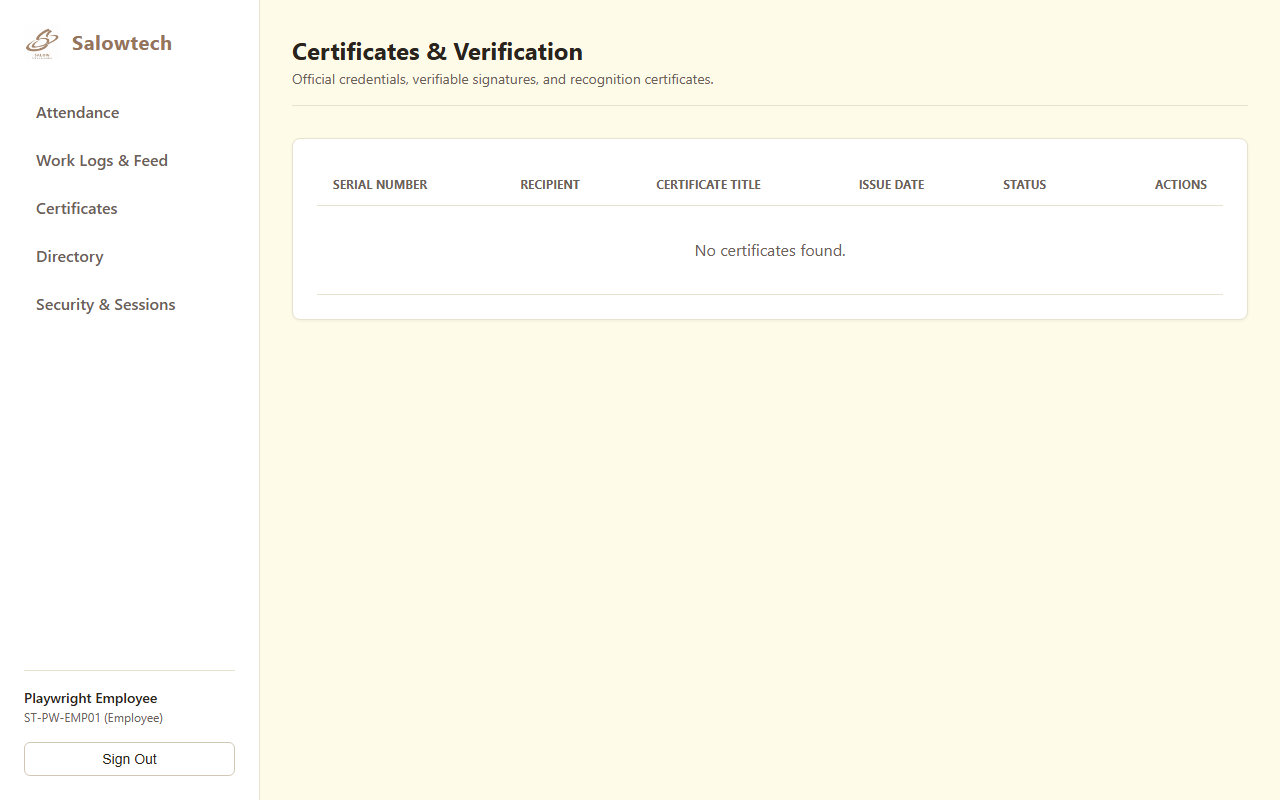 Salowtech
Attendance
Work Logs & Feed
Certificates
Directory
Security & Sessions
Playwright Employee
ST-PW-EMP01 (Employee)
Sign Out
Certificates & Verification
Official credentials, verifiable signatures, and recognition certificates.
SERIAL NUMBER RECIPIENT CERTIFICATE TITLE ISSUE DATE STATUS ACTIONS
No certificates found.